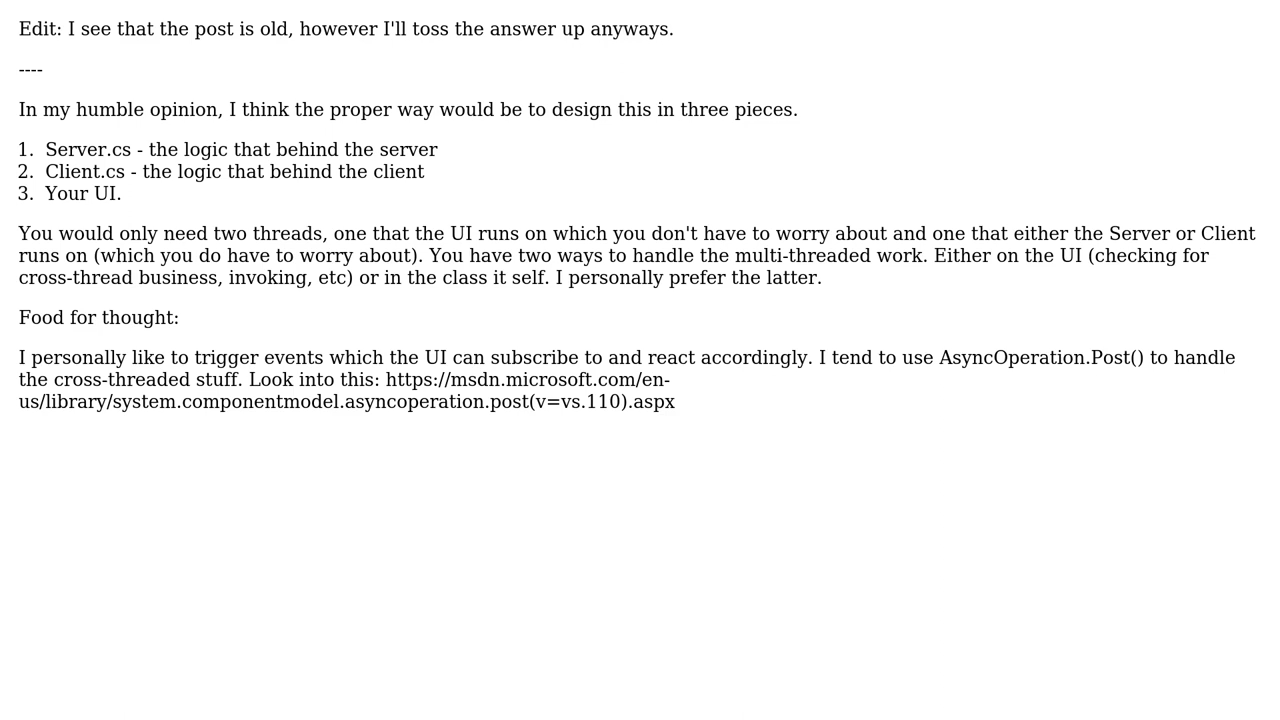 Edit: I see that the post is old, however I'll toss the answer up anyways.
----
In my humble opinion, I think the proper way would be to design this in three pieces.
1. Server.cs - the logic that behind the server
2. Client.cs - the logic that behind the client
3. Your UI.
You would only need two threads, one that the UI runs on which you don't have to worry about and one that either the Server or Client
runs on (which you do have to worry about). You have two ways to handle the multi-threaded work. Either on the UI (checking for
cross-thread business, invoking, etc) or in the class it self. I personally prefer the latter.
Food for thought:
I personally like to trigger events which the UI can subscribe to and react accordingly. I tend to use AsyncOperation.Post() to handle
the cross-threaded stuff. Look into this: https://msdn.microsoft.com/en-
us/library/system.componentmodel.asyncoperation.post(v=vs.110).aspx